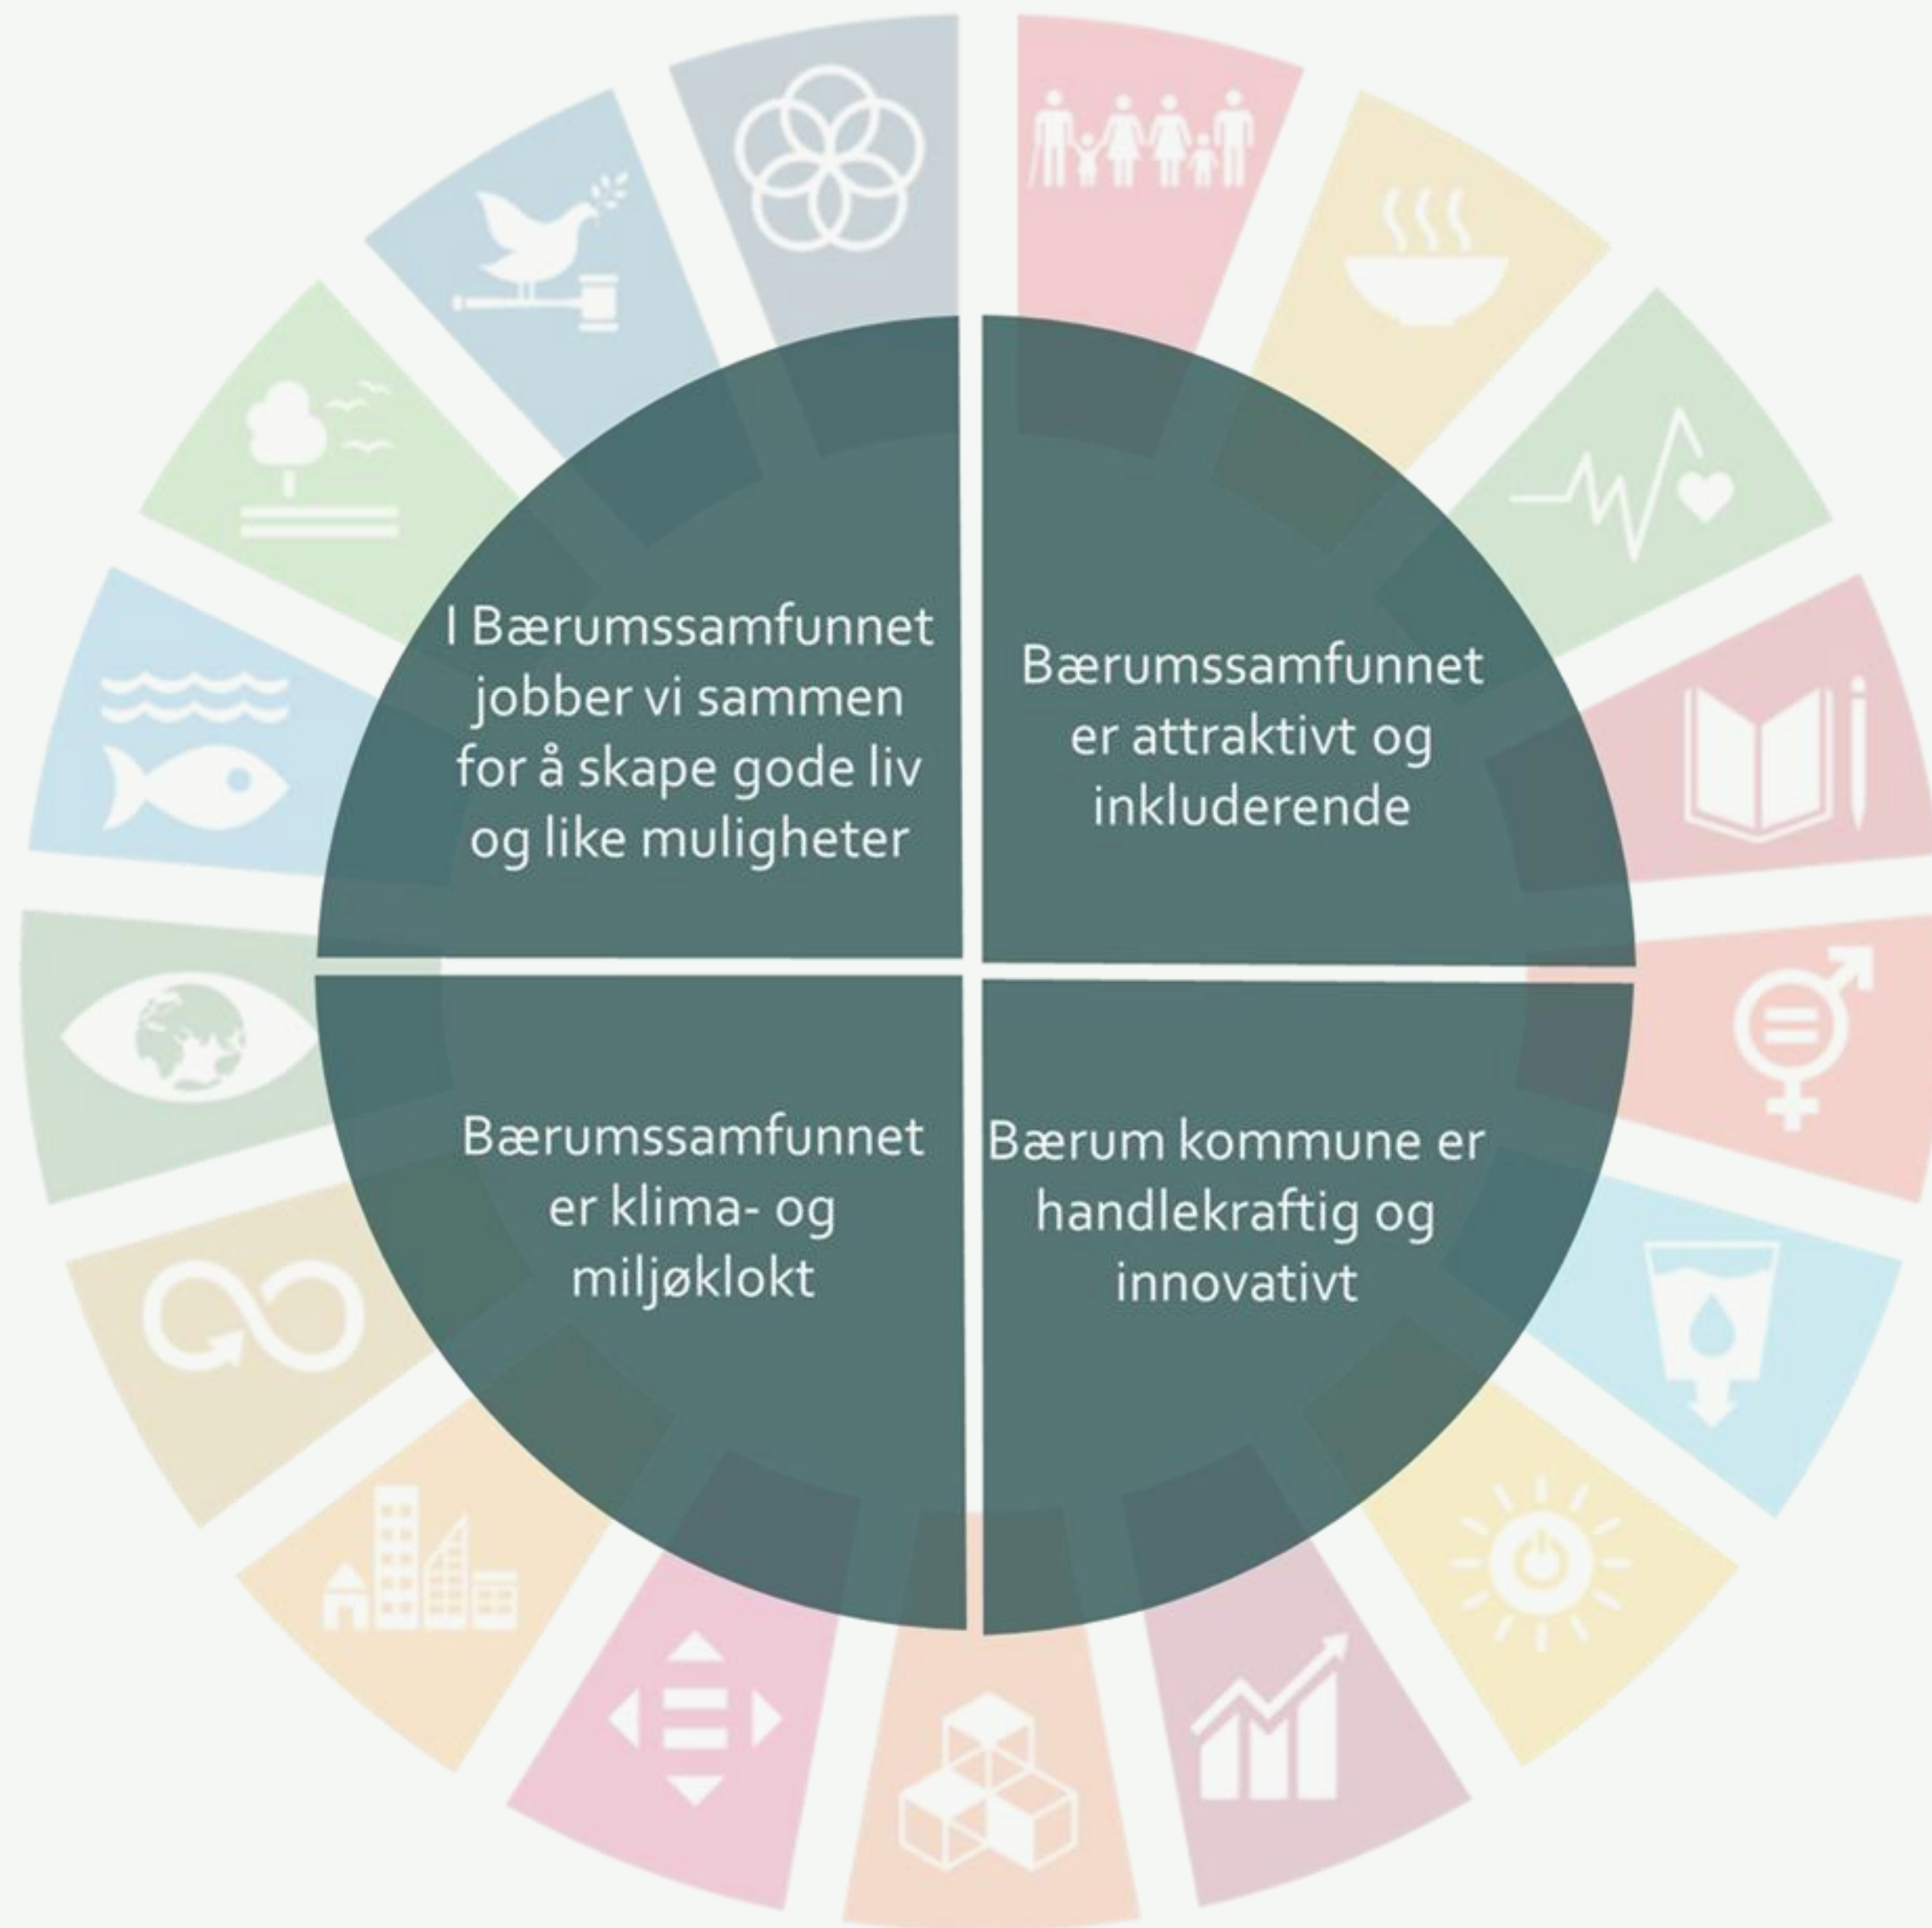 I Bærumssamfunnet
jobber vi sammen
for å skape gode liv
og like muligheter
Bærumssamfunnet
er attraktivt og
inkluderende
Bærumssamfunnet
er klima- og
miljøklokt
Bærum kommune er
handlekraftig og
innovativt